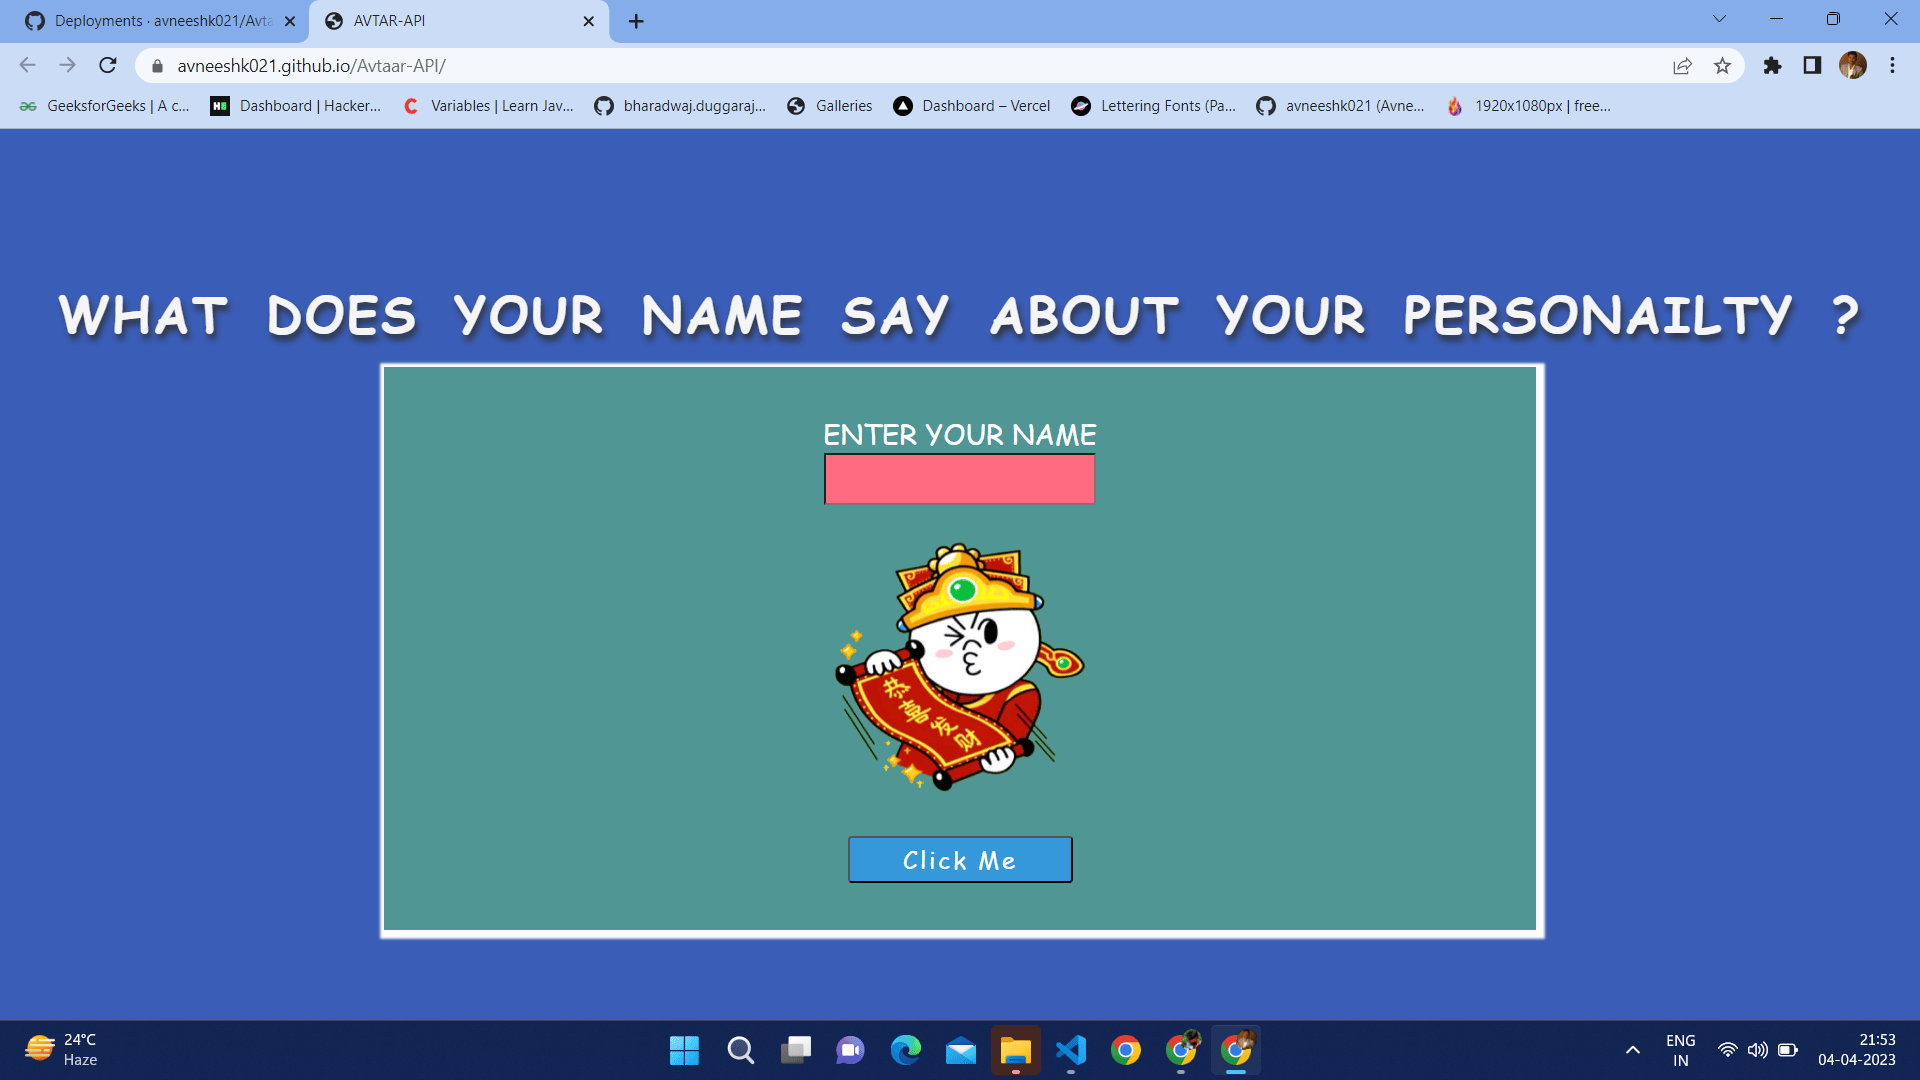 Deployments · avneeshk021/Avta
AVTAR-API
avneeshk021.github.io/Avtaar-API/
GeeksforGeeks | A c...
Dashboard | Hacker...
Variables | Learn Jav...
bharadwaj.duggaraj...
Galleries
Dashboard – Vercel
Lettering Fonts (Pa...
avneeshk021 (Avne...
1920x1080px | free...
WHAT DOES YOUR NAME SAY ABOUT YOUR PERSONAILTY ?
ENTER YOUR NAME
恭喜发财
Click Me
24°C
Haze
ENG
IN
21:53
04-04-2023